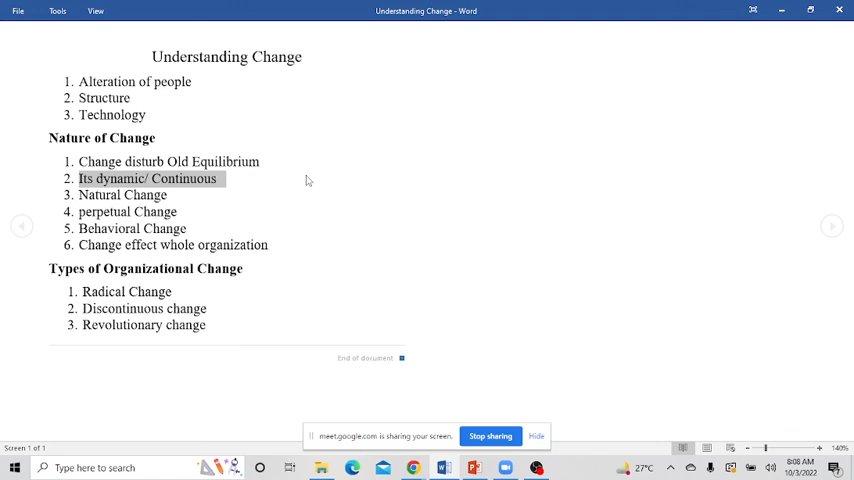 File Tools View Understanding Change - Word
Understanding Change
1. Alteration of people
2. Structure
3. Technology
Nature of Change
1. Change disturb Old Equilibrium
2. Its dynamic/ Continuous
3. Natural Change
4. perpetual Change
5. Behavioral Change
6. Change effect whole organization
Types of Organizational Change
1. Radical Change
2. Discontinuous change
3. Revolutionary change
End of document
meet.google.com is sharing your screen. Stop sharing Hide
Screen 1 of 1 140%
Type here to search 27°C 8:08 AM
10/3/2022